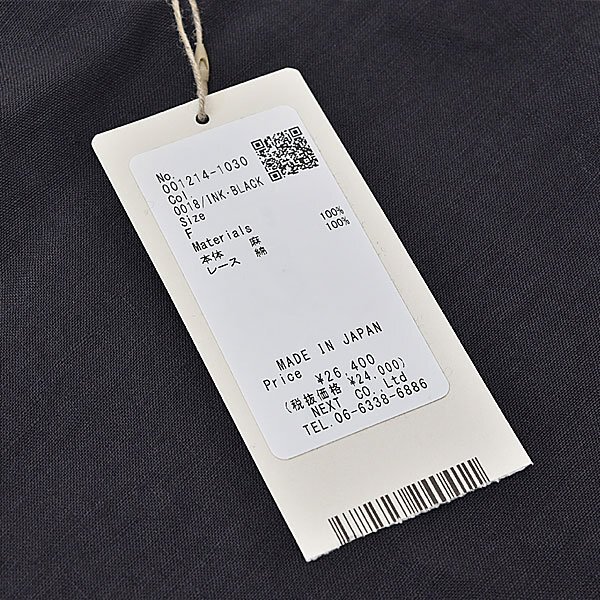 No.
001214-1030
Col.
0018/INK・BLACK
Size
F
Materials
本体 麻 100%
レース 綿 100%
MADE IN JAPAN
Price ¥26,400
(税抜価格 ¥24,000)
NEXT CO.,Ltd
TEL.06-6338-6886